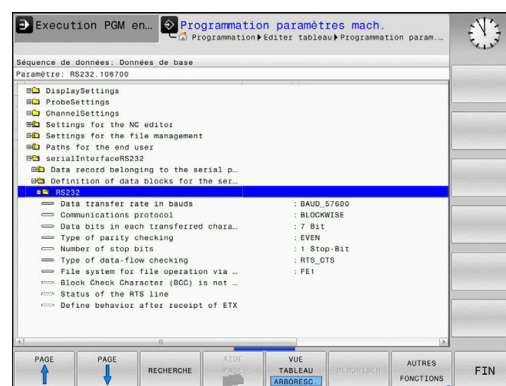 Execution PGM en...
Programmation paramètres mach.
Programmation Editer tableau Programmation param...
Séquence de données: Données de base
Paramètre: RS232.106700
DisplaySettings
ProbeSettings
ChannelSettings
Settings for the NC editor
Settings for the file management
Paths for the end user
serialInterfaceRS232
Data record belonging to the serial p...
Definition of data blocks for the ser...
RS232
Data transfer rate in bauds : BAUD_57600
Communications protocol : BLOCKWISE
Data bits in each transferred chara... : 7 Bit
Type of parity checking : EVEN
Number of stop bits : 1 Stop-Bit
Type of data-flow checking : RTS_CTS
File system for file operation via ... : FE1
Block Check Character (BCC) is not ...
Status of the RTS line
Define behavior after receipt of ETX
PAGE
PAGE
RECHERCHE
AIDE
PAGE
VUE
TABLEAU
ARBORESC.
MEMORISER
AUTRES
FONCTIONS
FIN